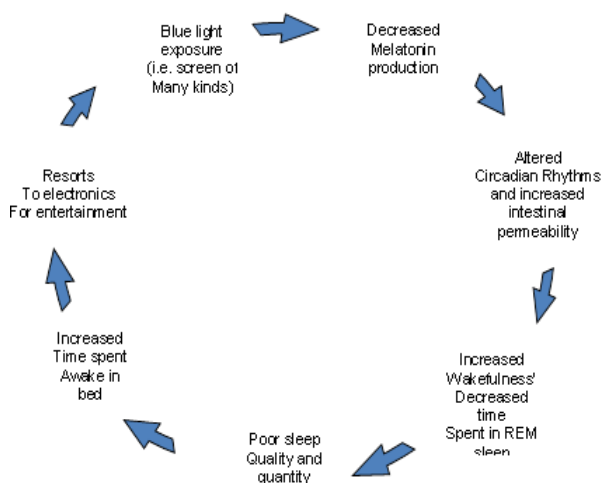 Blue light
exposure
(i.e. screen of
Many kinds)
Decreased
Melatonin
production
Altered
Circadian Rhythms
and increased
intestinal
permeability
Increased
Wakefulness'
Decreased
time
Spent in REM
sleep
Poor sleep
Quality and
quantity
Increased
Time spent
Awake in
bed
Resorts
To electronics
For entertainment